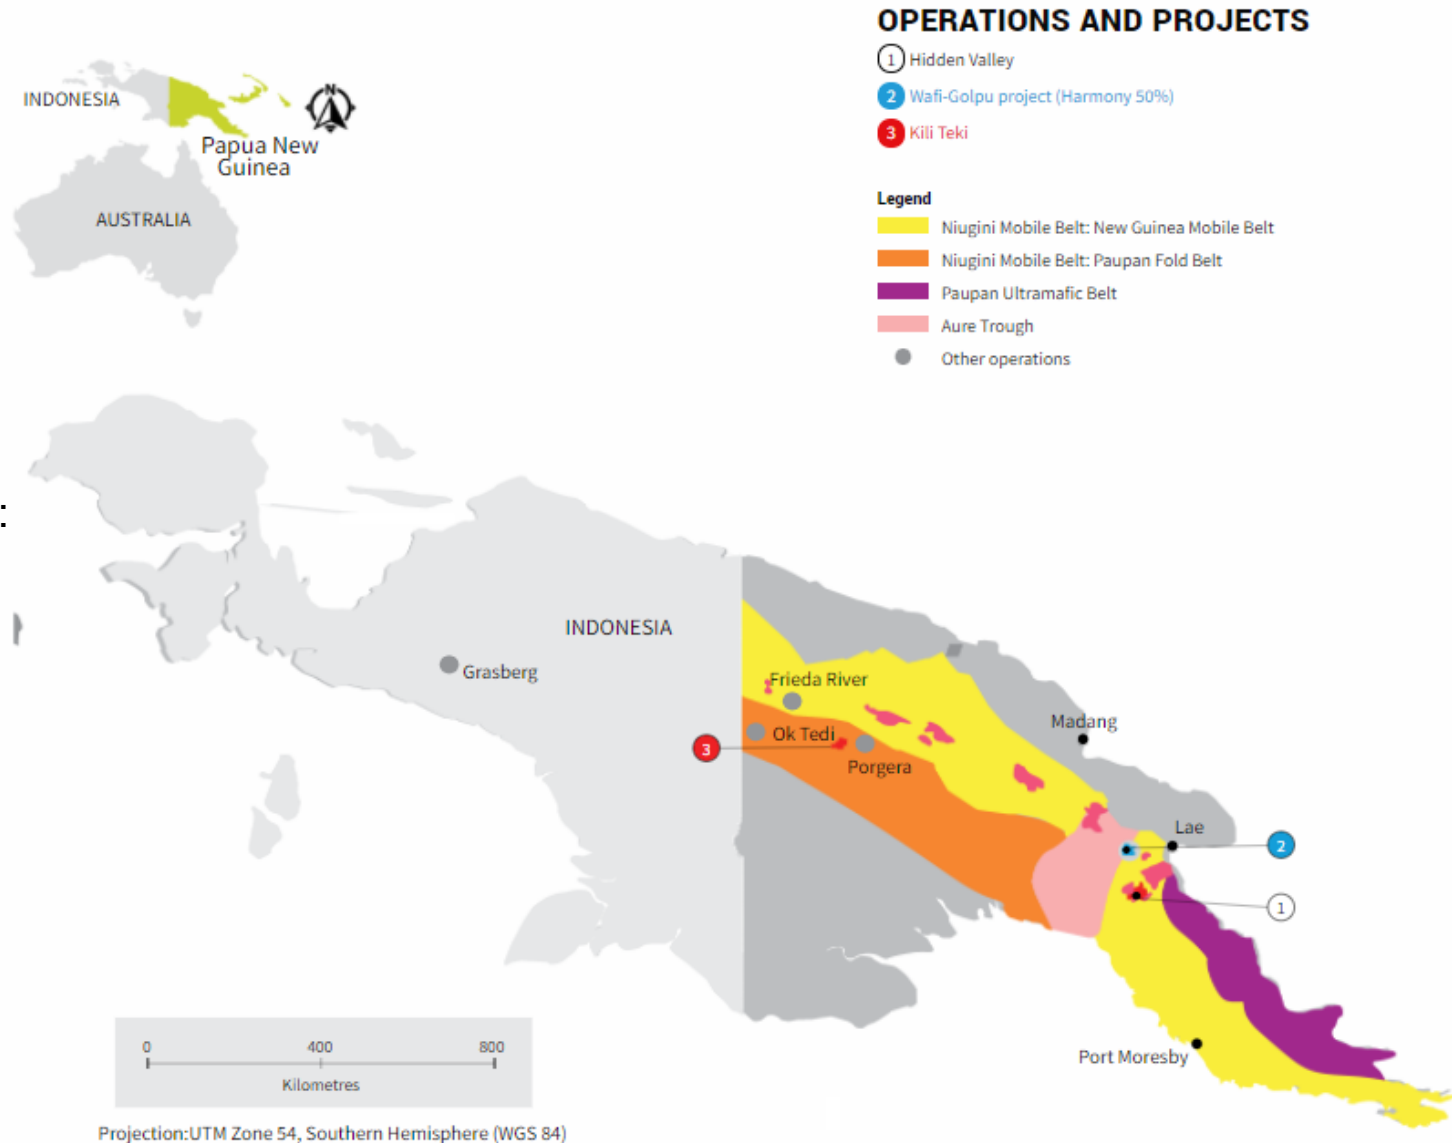 OPERATIONS AND PROJECTS
1 Hidden Valley
2 Wafi-Golpu project (Harmony 50%)
3 Kili Teki
INDONESIA
Papua New
Guinea
AUSTRALIA
Legend
Niugini Mobile Belt: New Guinea Mobile Belt
Niugini Mobile Belt: Paupan Fold Belt
Paupan Ultramafic Belt
Aure Trough
Other operations
:
INDONESIA
Grasberg
Frieda River
Ok Tedi
3
Porgera
Madang
Lae
2
1
Port Moresby
0 400 800
Kilometres
Projection:UTM Zone 54, Southern Hemisphere (WGS 84)